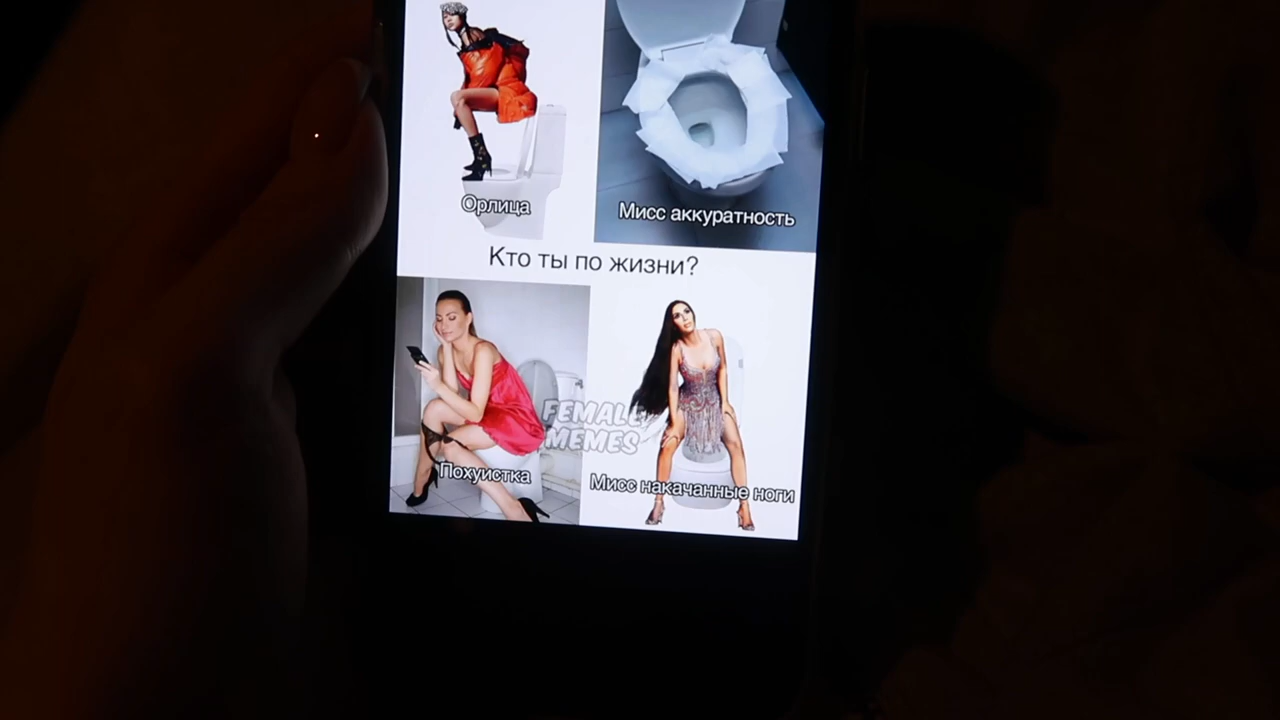 Орлица
Мисс аккуратность
Кто ты по жизни?
FEMALE
MEMES
Похуистка
Мисс накачанные ноги